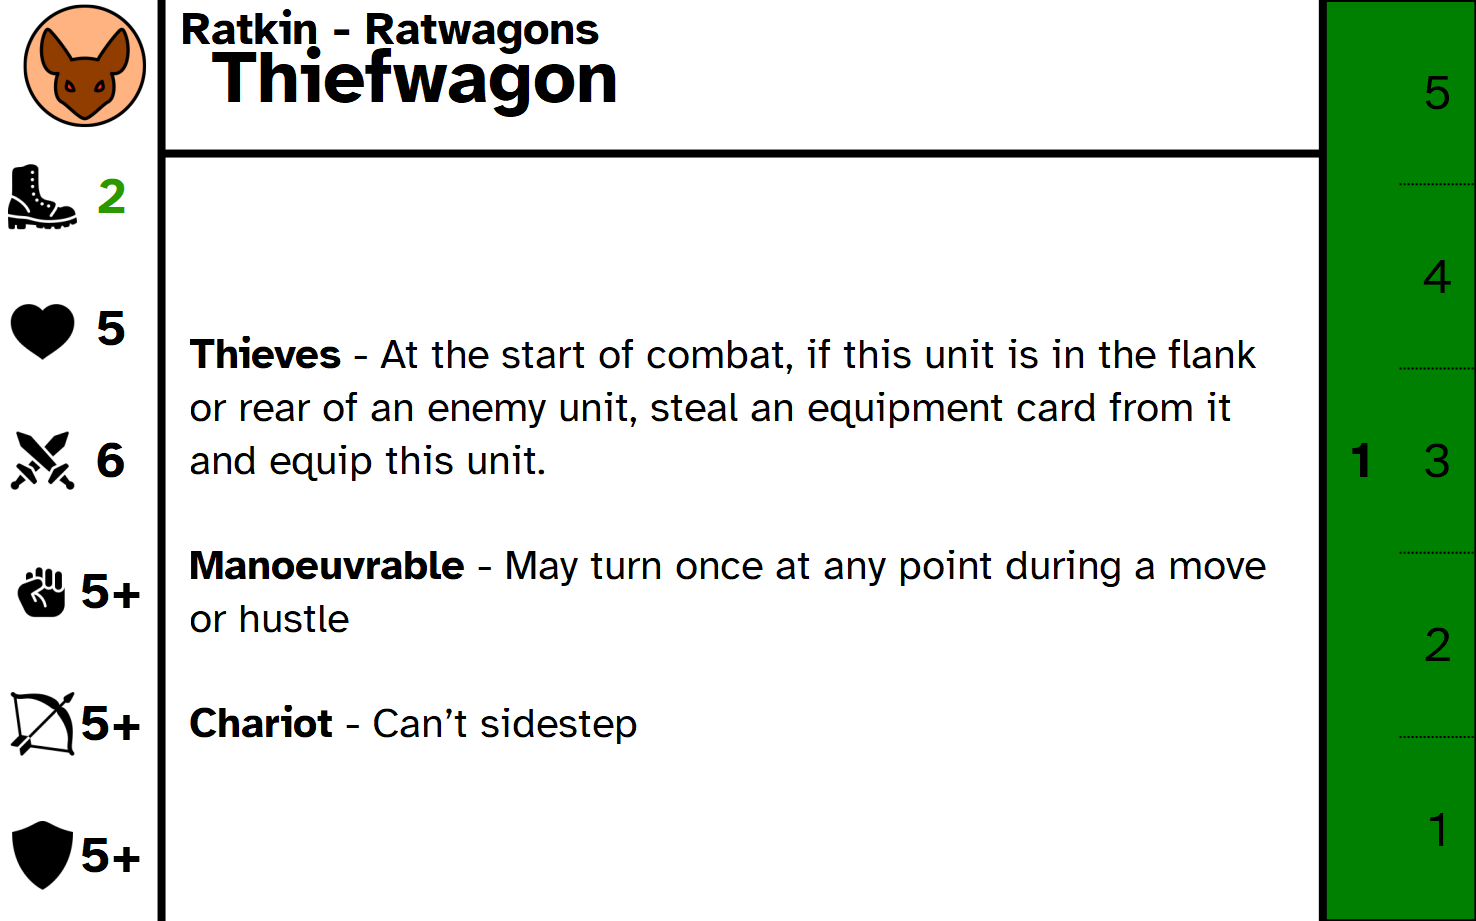 Ratkin - Ratwagons
Thiefwagon
2
5
6
5+
5+
5+
Thieves - At the start of combat, if this unit is in the flank
or rear of an enemy unit, steal an equipment card from it
and equip this unit.
Manoeuvrable - May turn once at any point during a move
or hustle
Chariot - Can’t sidestep
5
4
1 3
2
1